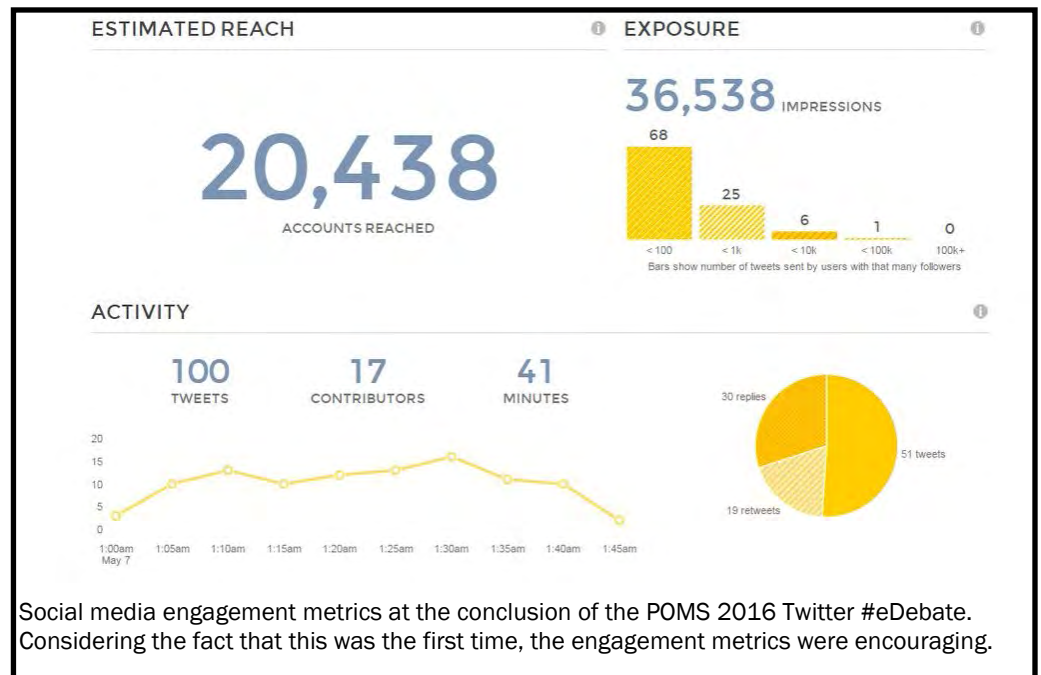 ESTIMATED REACH
20,438
ACCOUNTS REACHED
EXPOSURE
36,538 IMPRESSIONS
68
25
6
1
0
< 100
< 1k
< 10k
< 100k
100k+
Bars show number of tweets sent by users with that many followers
ACTIVITY
100
TWEETS
17
CONTRIBUTORS
41
MINUTES
20
15
10
5
0
1:00am
May 7
1:05am
1:10am
1:15am
1:20am
1:25am
1:30am
1:35am
1:40am
1:45am
30 replies
51 tweets
19 retweets
Social media engagement metrics at the conclusion of the POMS 2016 Twitter #eDebate.
Considering the fact that this was the first time, the engagement metrics were encouraging.